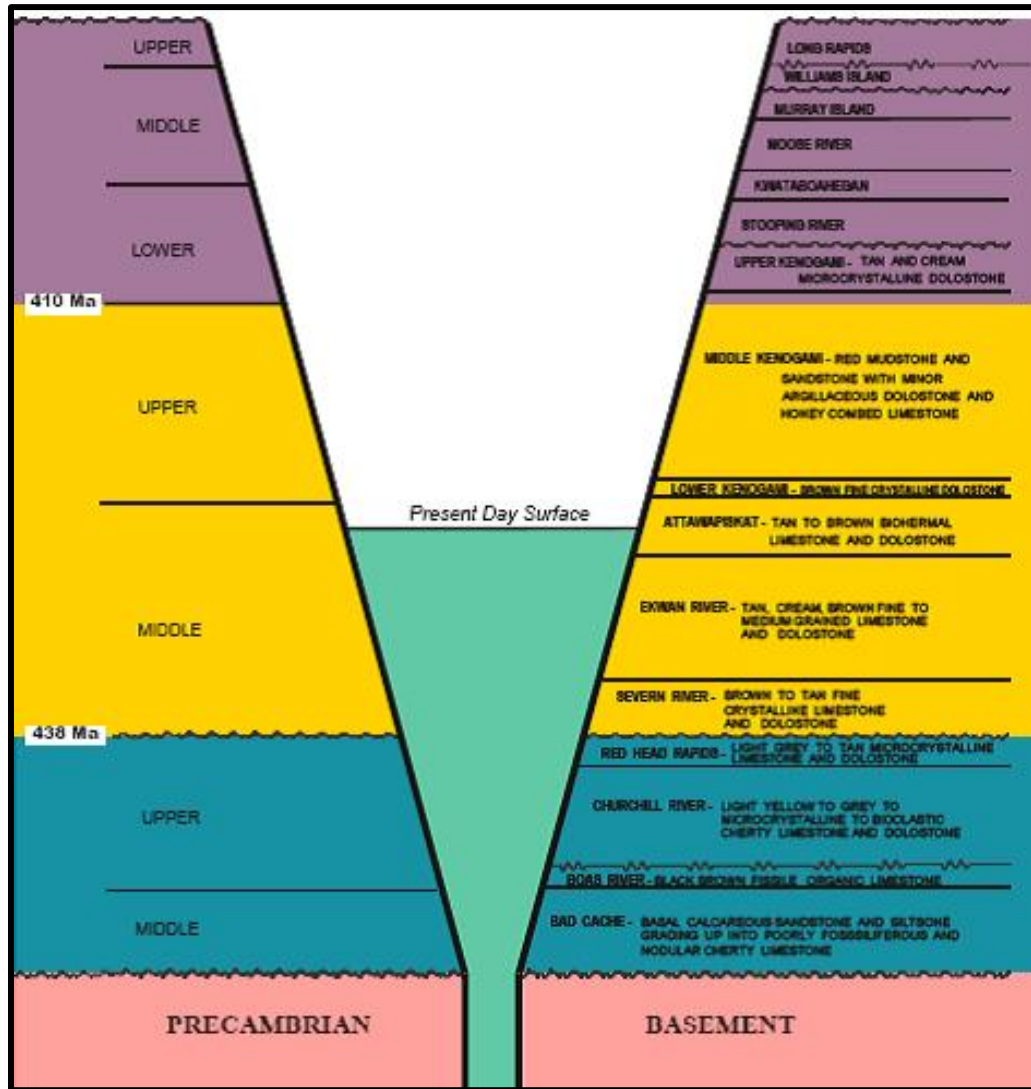 UPPER
MIDDLE
LOWER
410 Ma
UPPER
MIDDLE
438 Ma
UPPER
MIDDLE
PRECAMBRIAN
Present Day Surface
LONG RAPIDS
WILLIAMS ISLAND
MURRAY ISLAND
MOOSE RIVER
KWATABOAHEGAN
STOOPING RIVER
UPPER KENOGAMI - TAN AND CREAM
MICROCRYSTALLINE DOLOSTONE
MIDDLE KENOGAMI - RED MUDSTONE AND
SANDSTONE WITH MINOR
ARGILLACEOUS DOLOSTONE AND
HONEY COMBED LIMESTONE
LOWER KENOGAMI - BROWN FINE CRYSTALLINE DOLOSTONE
ATTAWAPISKAT - TAN TO BROWN BIOHERMAL
LIMESTONE AND DOLOSTONE
EKWAN RIVER - TAN, CREAM, BROWN FINE TO
MEDIUM GRAINED LIMESTONE
AND DOLOSTONE
SEVERN RIVER - BROWN TO TAN FINE
CRYSTALLINE LIMESTONE
AND DOLOSTONE
RED HEAD RAPIDS - LIGHT GREY TO TAN MICROCRYSTALLINE
LIMESTONE AND DOLOSTONE
CHURCHILL RIVER - LIGHT YELLOW TO GREY TO
MICROCRYSTALLINE TO BIOCLASTIC
CHERTY LIMESTONE AND DOLOSTONE
BOAS RIVER - BLACK BROWN FISSILE ORGANIC LIMESTONE
BAD CACHE - BASAL CALCAREOUS SANDSTONE AND SILTSONE
GRADING UP INTO POORLY FOSSSILIFEROUS AND
NODULAR CHERTY LIMESTONE
BASEMENT